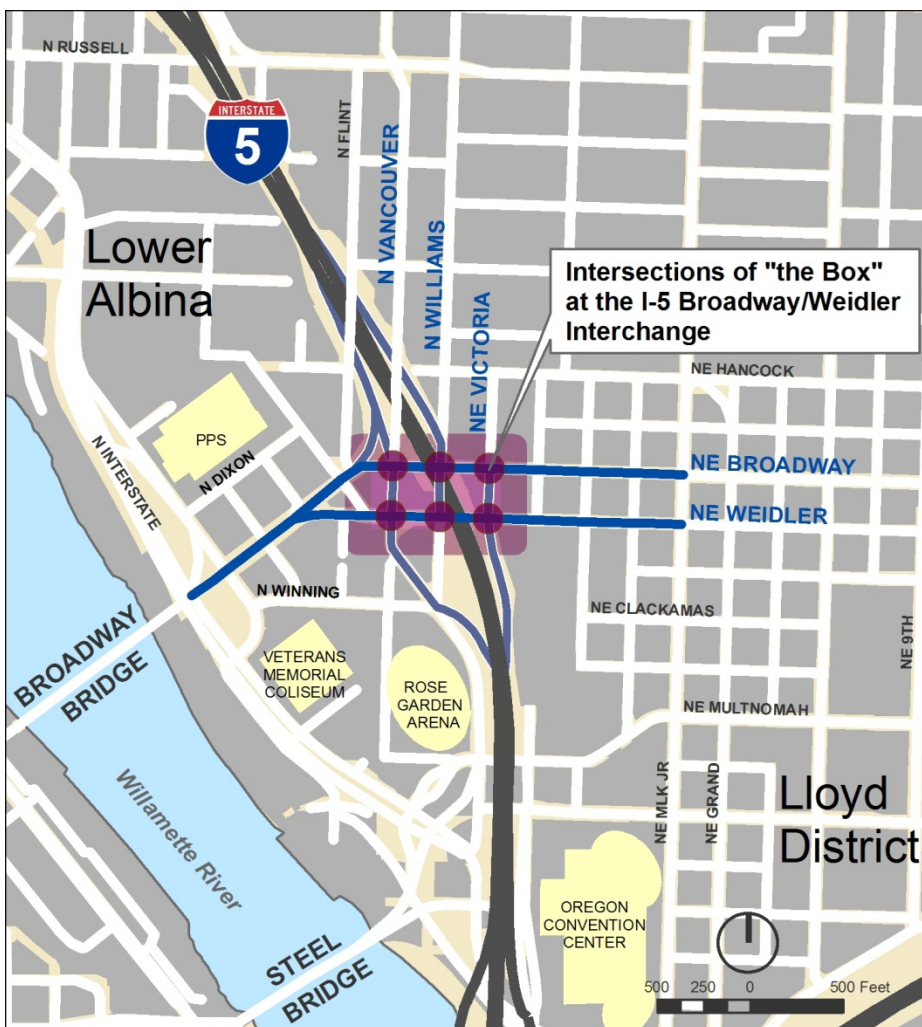 N RUSSELL
INTERSTATE
5
N FLINT
N VANCOUVER
N WILLIAMS
NE VICTORIA
Lower
Albina
Intersections of "the Box"
at the I-5 Broadway/Weidler
Interchange
NE HANCOCK
PPS
N DIXON
N INTERSTATE
NE BROADWAY
NE WEIDLER
N WINNING
NE CLACKAMAS
NE 9TH
BROADWAY
BRIDGE
VETERANS
MEMORIAL
COLISEUM
ROSE
GARDEN
ARENA
NE MULTNOMAH
NE MLK JR
NE GRAND
Lloyd
District
Willamette River
OREGON
CONVENTION
CENTER
STEEL
BRIDGE
500 250 0 500 Feet